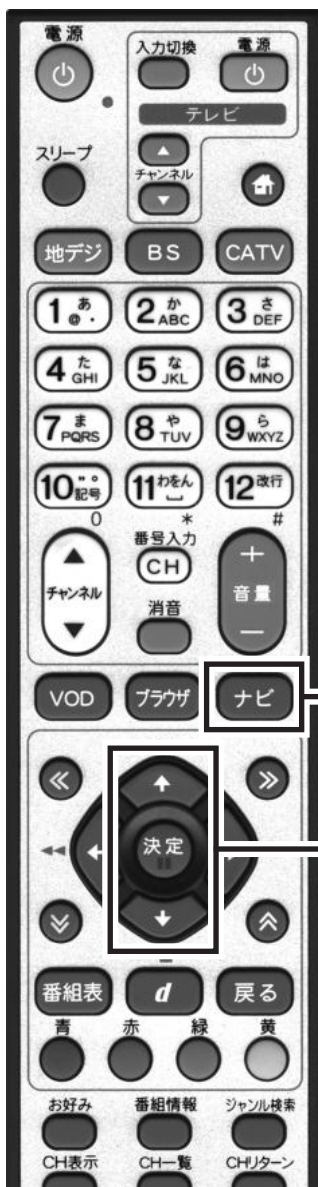 電源
入力切換 電源
テレビ
スリープ
チャンネル
地デジ BS CATV
1 あ @. 2 か ABC 3 さ DEF
4 た GHI 5 な JKL 6 は MNO
7 ま PQRS 8 や TUV 9 ら WXYZ
10 ゛゜ 記号 11 わをん 12 改行
0 * #
番号入力
CH
チャンネル
+
音量
−
消音
VOD ブラウザ ナビ
決定
番組表 d 戻る
青 赤 緑 黄
お好み 番組情報 ジャンル検索
CH表示 CH一覧 CHリターン